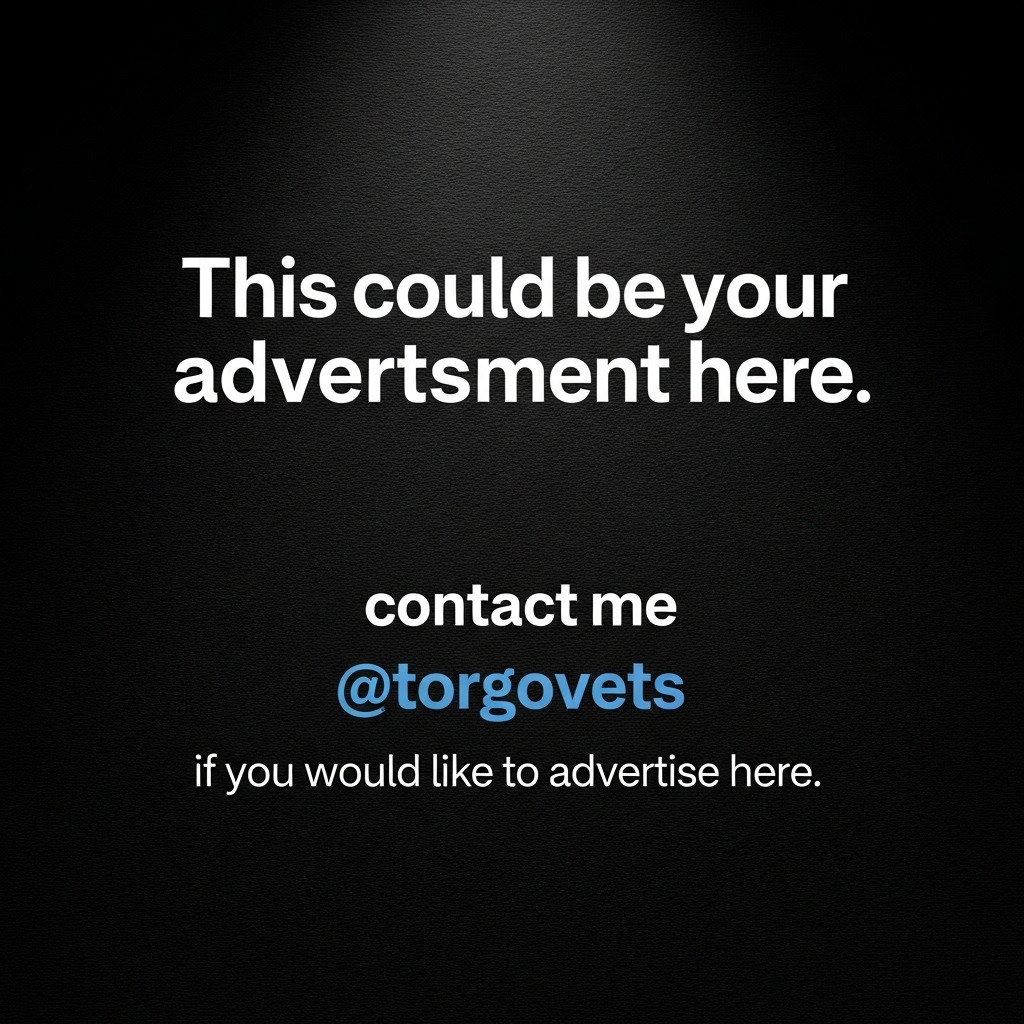 This could be your
advertsment here.
contact me
@torgovets
if you would like to advertise here.